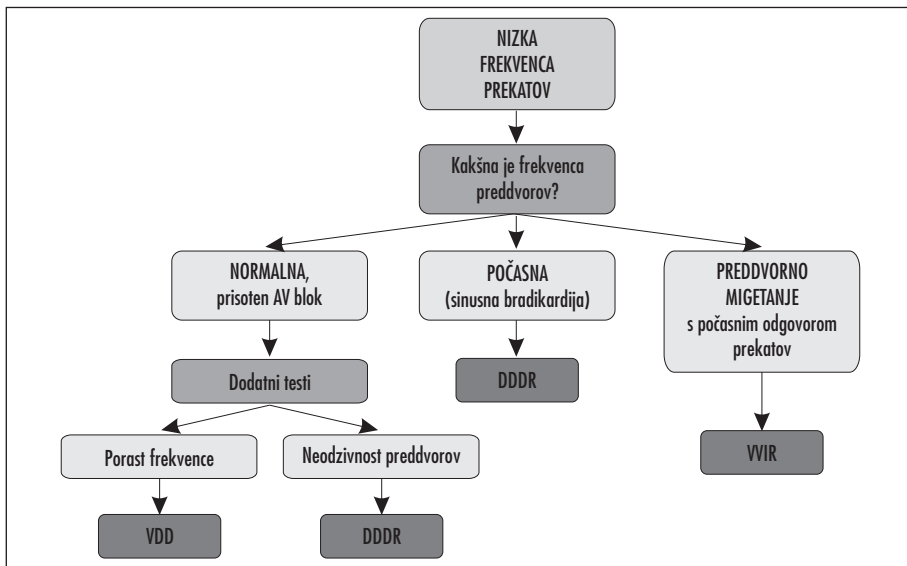 NIZKA
FREKVENCA
PREKATOV
Kakšna je frekvenca
preddvorov?
NORMALNA,
prisoten AV blok
POČASNA
(sinusna bradikardija)
PREDDVORNO
MIGETANJE
s počasnim odgovorom
prekatov
Dodatni testi
DDDR
Porast frekvence
Neodzivnost preddvorov
VVIR
VDD
DDDR